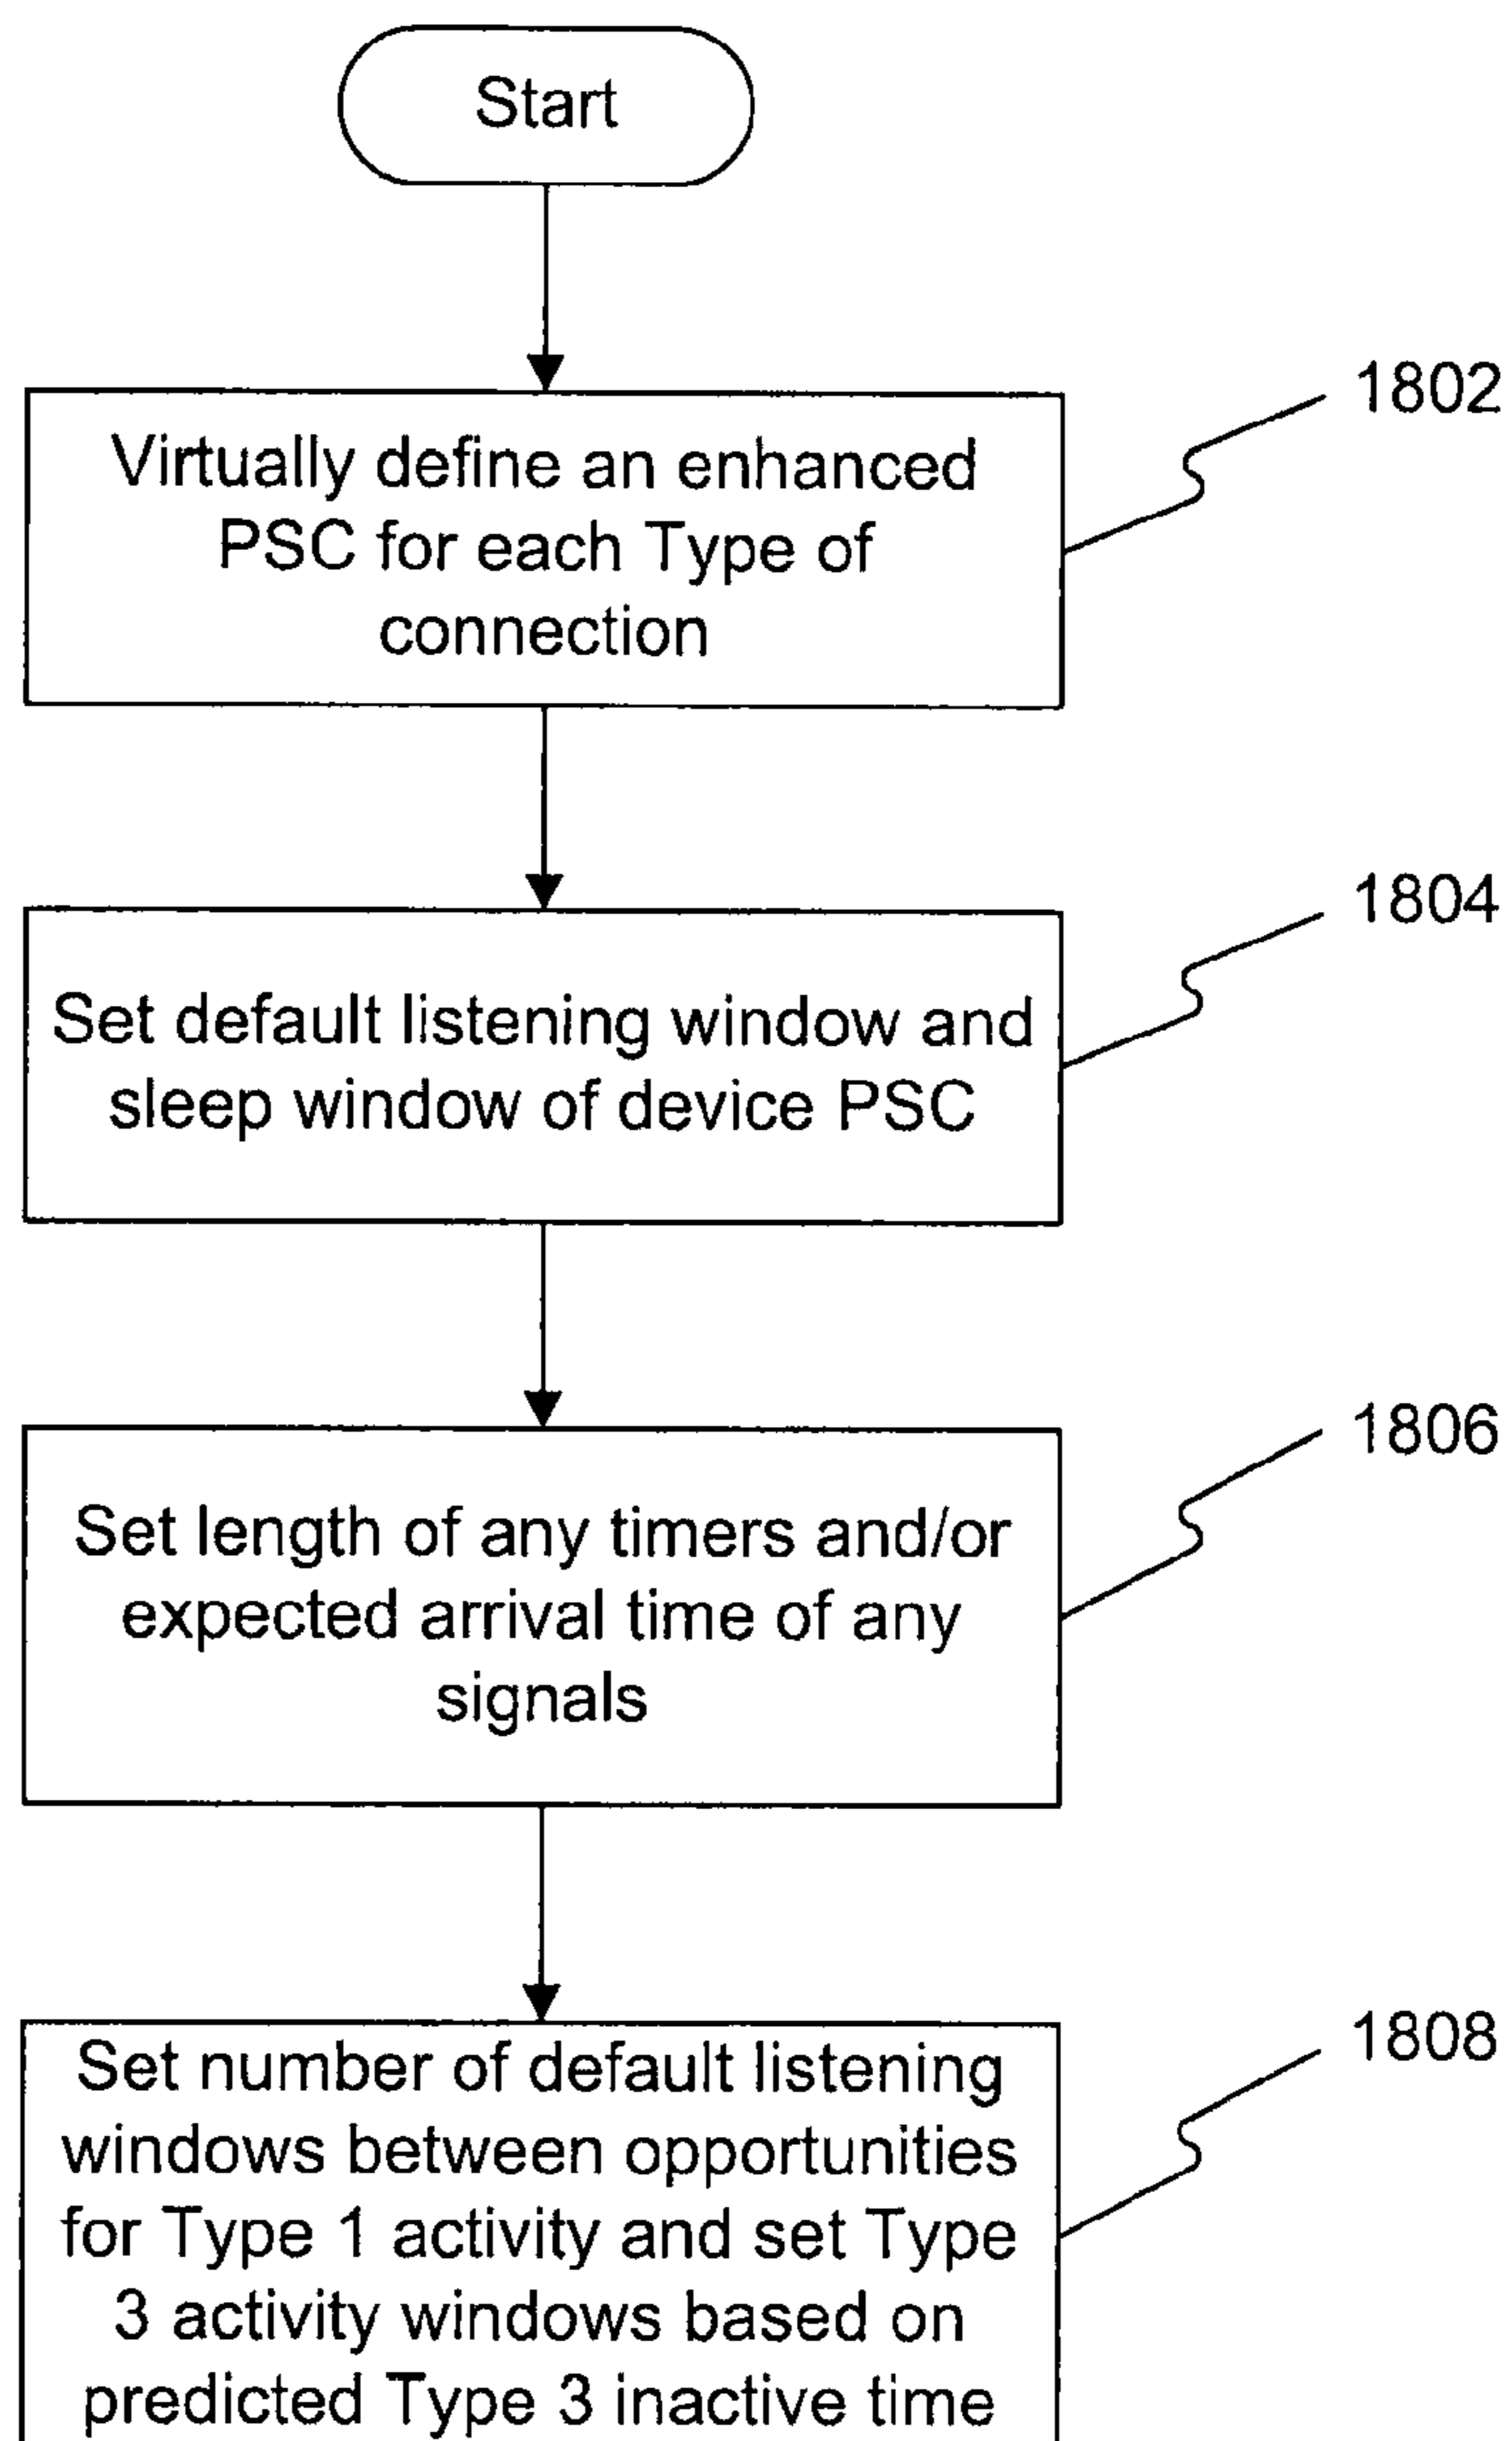 Start
1802
Virtually define an enhanced
PSC for each Type of
connection
1804
Set default listening window and
sleep window of device PSC
1806
Set length of any timers and/or
expected arrival time of any
signals
1808
Set number of default listening
windows between opportunities
for Type 1 activity and set Type
3 activity windows based on
predicted Type 3 inactive time